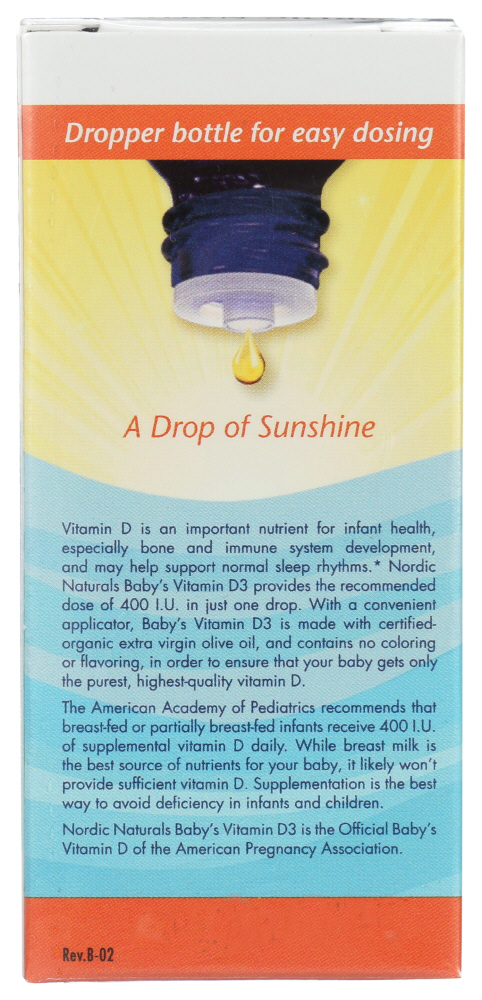 Dropper bottle for easy dosing
A Drop of Sunshine
Vitamin D is an important nutrient for infant health,
especially bone and immune system development,
and may help support normal sleep rhythms.* Nordic
Naturals Baby's Vitamin D3 provides the recommended
dose of 400 I.U. in just one drop. With a convenient
applicator, Baby's Vitamin D3 is made with certified-
organic extra virgin olive oil, and contains no coloring
or flavoring, in order to ensure that your baby gets only
the purest, highest-quality vitamin D.
The American Academy of Pediatrics recommends that
breast-fed or partially breast-fed infants receive 400 I.U.
of supplemental vitamin D daily. While breast milk is
the best source of nutrients for your baby, it likely won't
provide sufficient vitamin D. Supplementation is the best
way to avoid deficiency in infants and children.
Nordic Naturals Baby's Vitamin D3 is the Official Baby's
Vitamin D of the American Pregnancy Association.
Rev.B-02